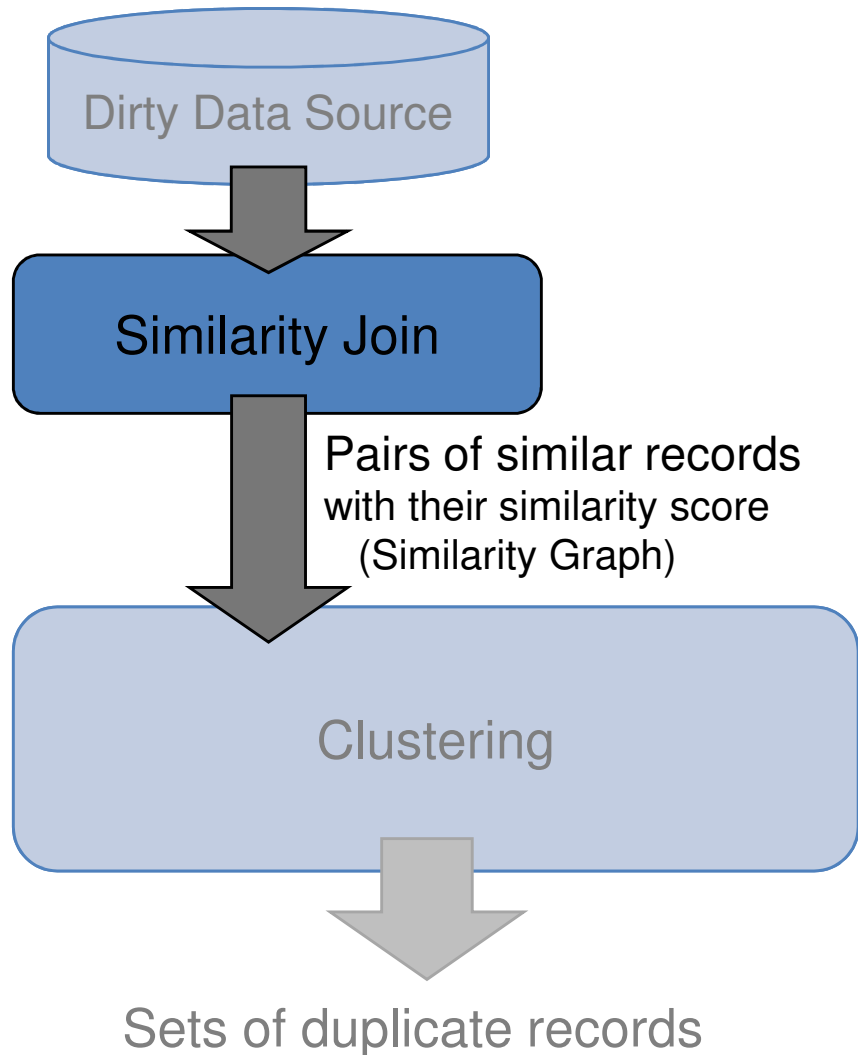 Dirty Data Source
Similarity Join
Pairs of similar records
with their similarity score
(Similarity Graph)
Clustering
Sets of duplicate records